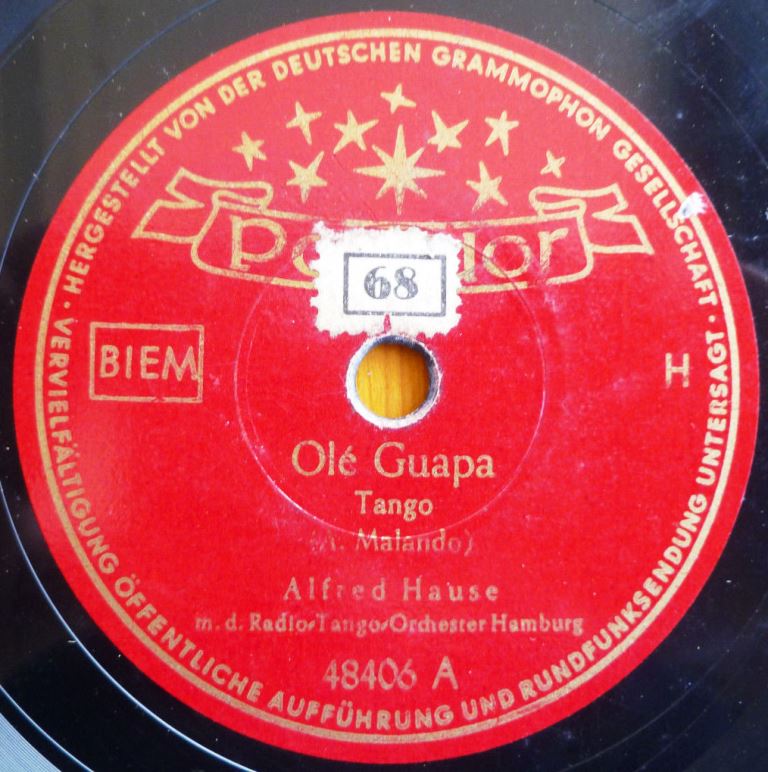 HERGESTELLT VON DER DEUTSCHEN GRAMMOPHON GESELLSCHAFT ·
VERVIELFÄLTIGUNG ÖFFENTLICHE AUFFÜHRUNG UND RUNDFUNKSENDUNG UNTERSAGT ·
68
BIEM
H
Olé Guapa
Tango
(A. Malando)
Alfred Hause
m. d. Radio-Tango-Orchester Hamburg
48406 A